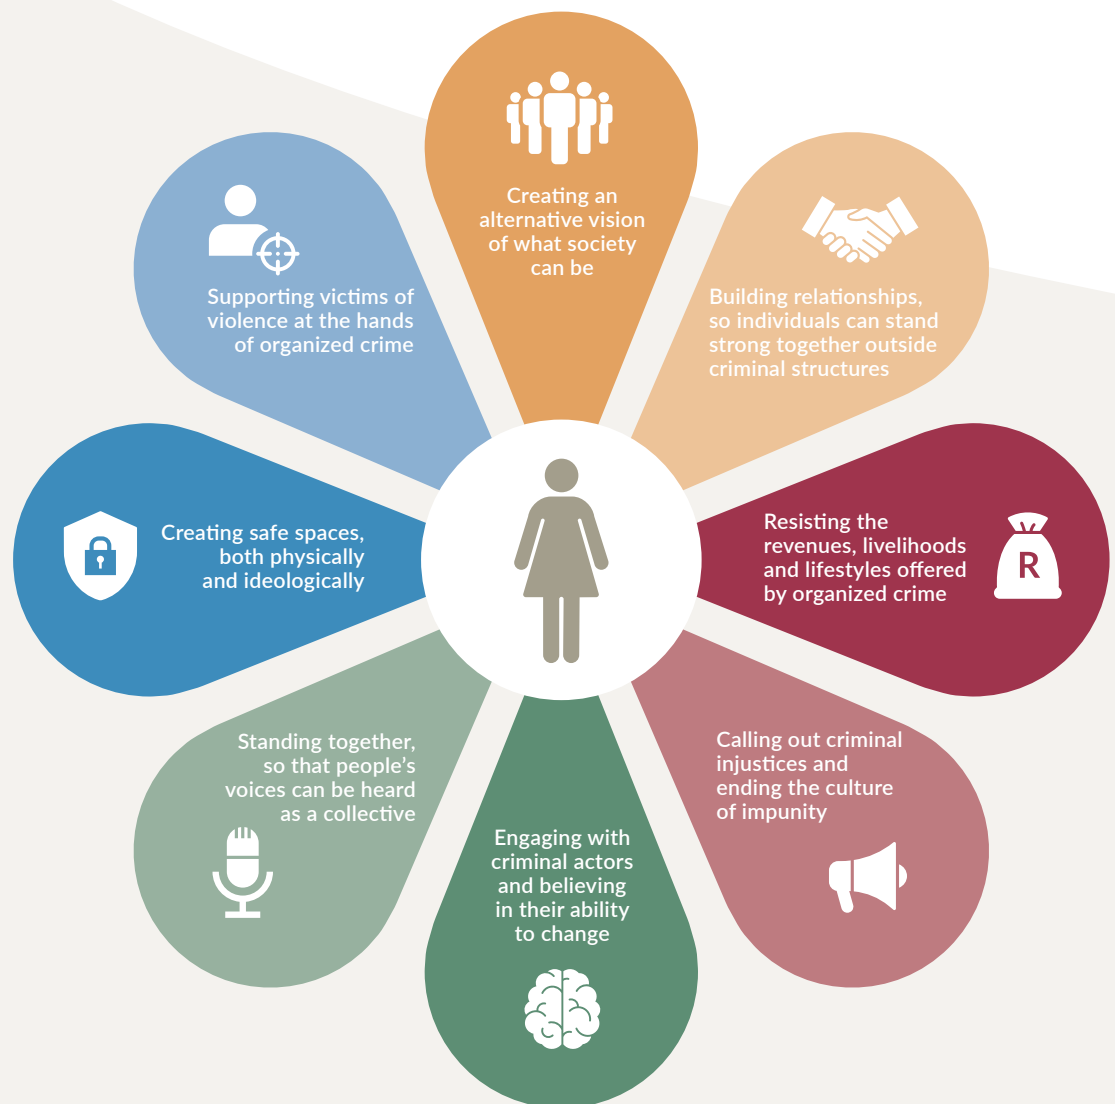 Creating an
alternative vision
of what society
can be
Building relationships,
so individuals can stand
strong together outside
criminal structures
Resisting the
revenues, livelihoods
and lifestyles offered
by organized crime
R
Calling out criminal
injustices and
ending the culture
of impunity
Engaging with
criminal actors
and believing
in their ability
to change
Standing together,
so that people's
voices can be heard
as a collective
Creating safe spaces,
both physically
and ideologically
Supporting victims of
violence at the hands
of organized crime